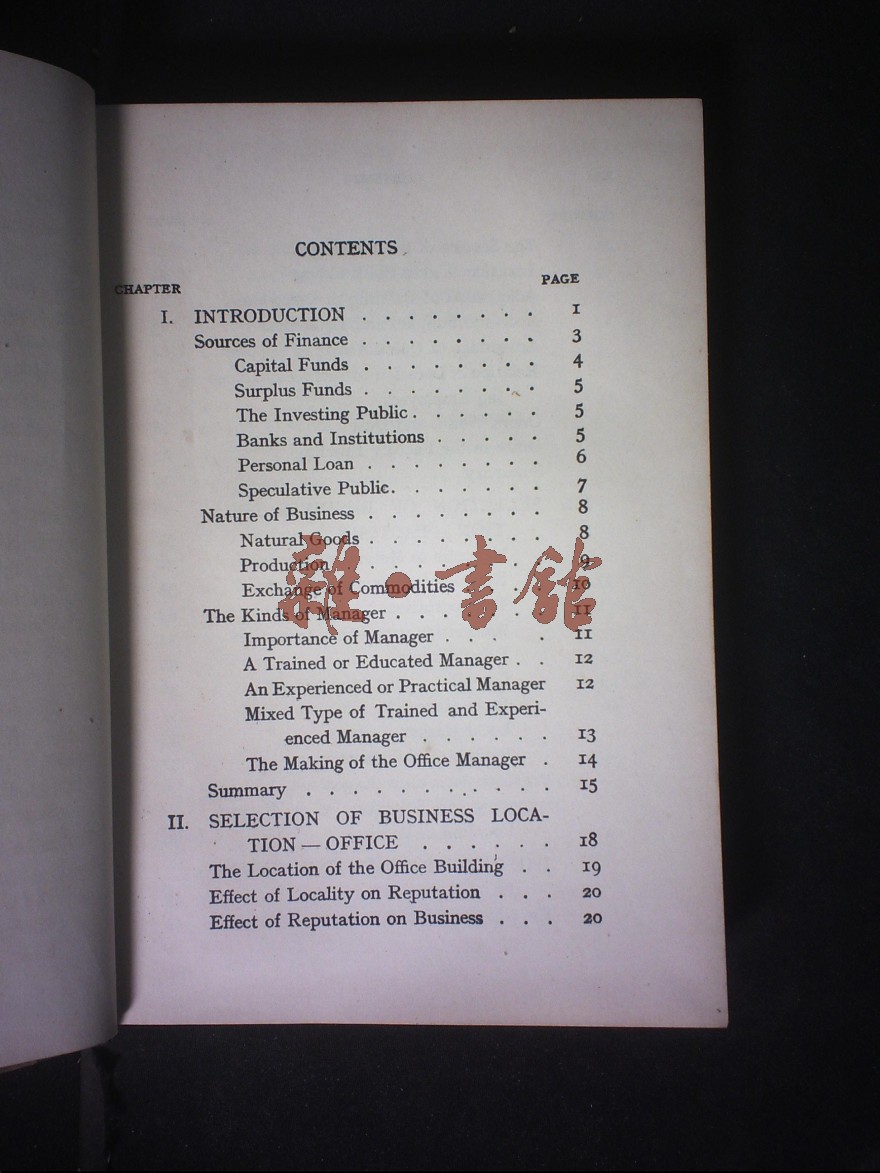 CONTENTS
CHAPTER PAGE
I. INTRODUCTION . . . . . . . . 1
Sources of Finance . . . . . . . . 3
Capital Funds . . . . . . . . 4
Surplus Funds . . . . . . . . 5
The Investing Public . . . . . . 5
Banks and Institutions . . . . . 5
Personal Loan . . . . . . . . 6
Speculative Public . . . . . . . 7
Nature of Business . . . . . . . . 8
Natural Goods . . . . . . . . 8
Production . . . . . . . . 9
Exchange of Commodities . . . . 10
The Kinds of Manager . . . . . . . 11
Importance of Manager . . . . 11
A Trained or Educated Manager . . 12
An Experienced or Practical Manager 12
Mixed Type of Trained and Experi-
enced Manager . . . . . . 13
The Making of the Office Manager . 14
Summary . . . . . . . . . . . 15
II. SELECTION OF BUSINESS LOCA-
TION — OFFICE . . . . . . 18
The Location of the Office Building . . 19
Effect of Locality on Reputation . . . 20
Effect of Reputation on Business . . . 20
雜·書館